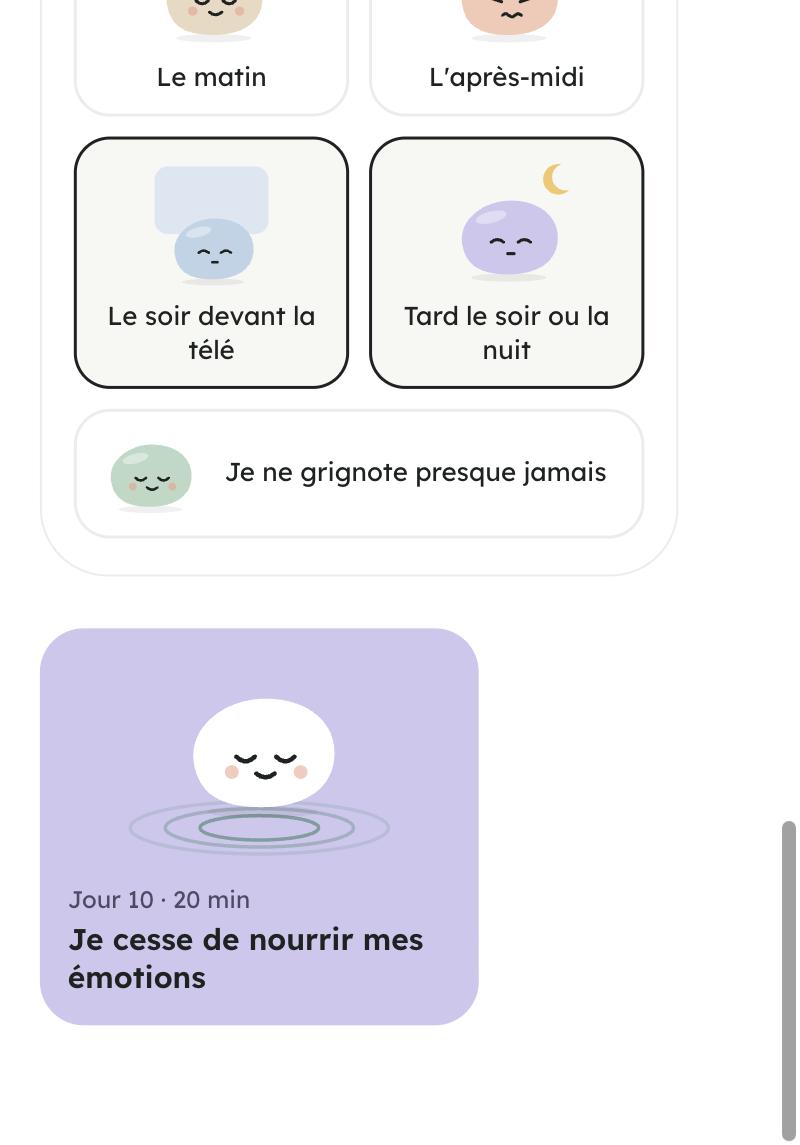 Le matin
L'après-midi
Le soir devant la
télé
Tard le soir ou la
nuit
Je ne grignote presque jamais
Jour 10 · 20 min
Je cesse de nourrir mes
émotions